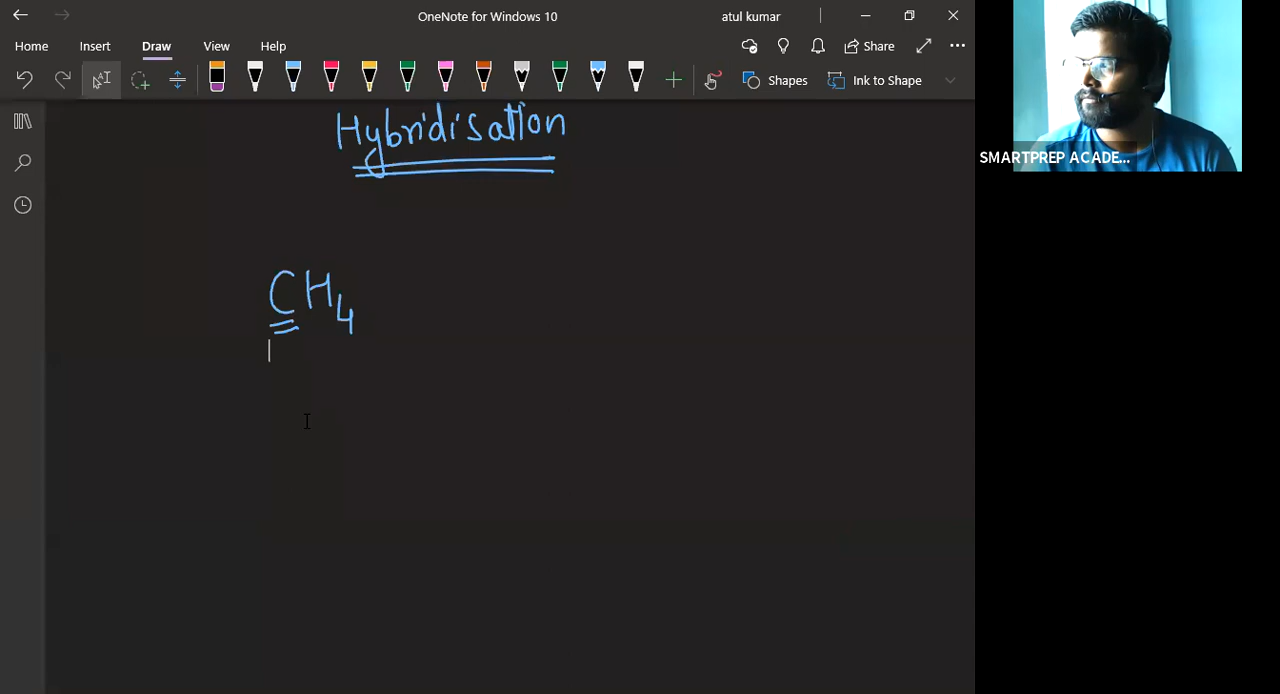 OneNote for Windows 10
atul kumar
Home Insert Draw View Help
Share
Shapes
Ink to Shape
SMARTPREP ACADE...
Hybridisation
CH4